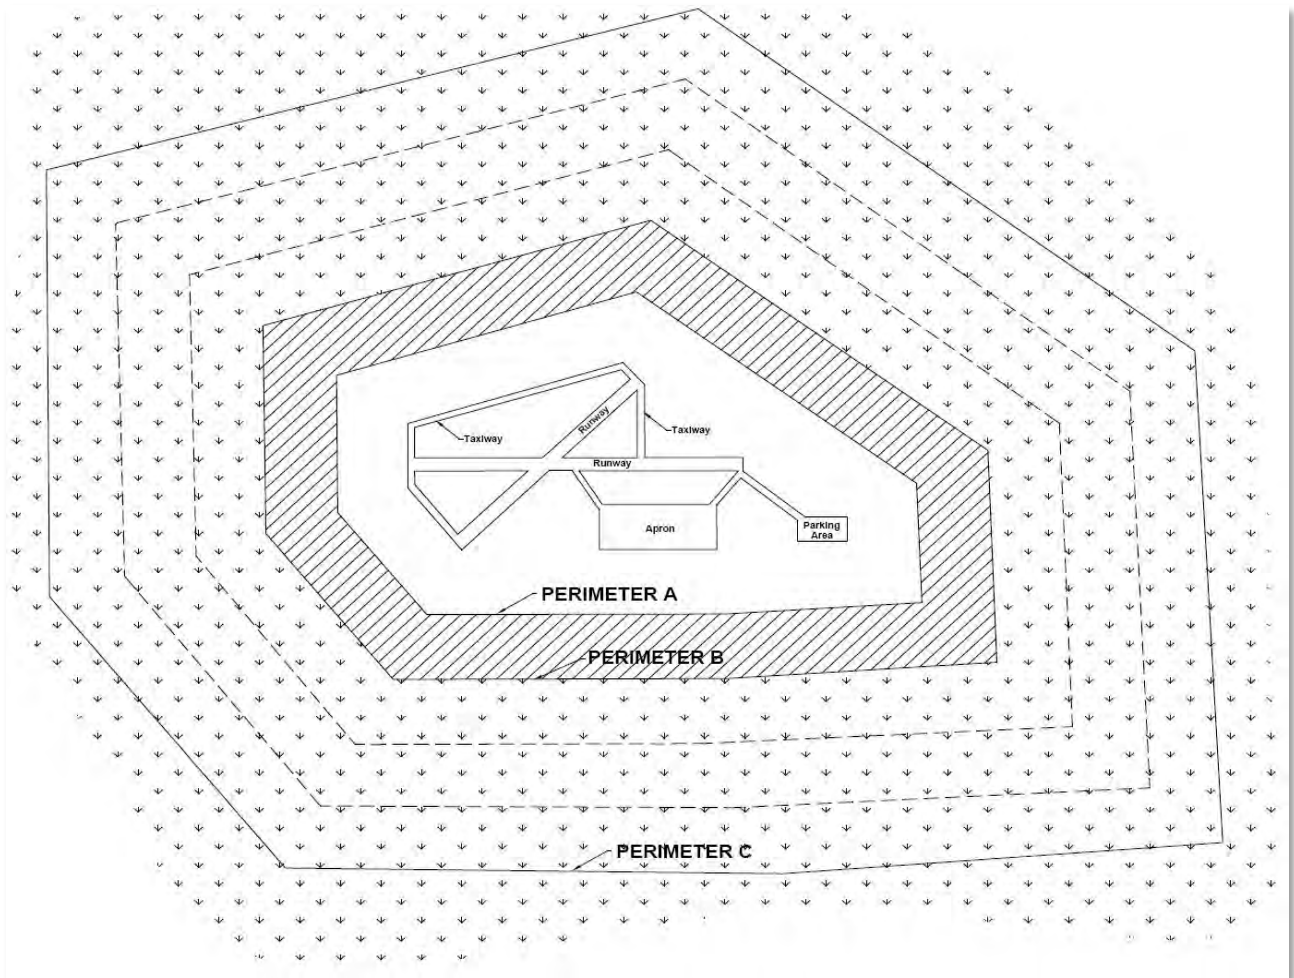 Runway
Taxiway
Taxiway
Runway
Apron
Parking
Area
PERIMETER A
PERIMETER B
PERIMETER C